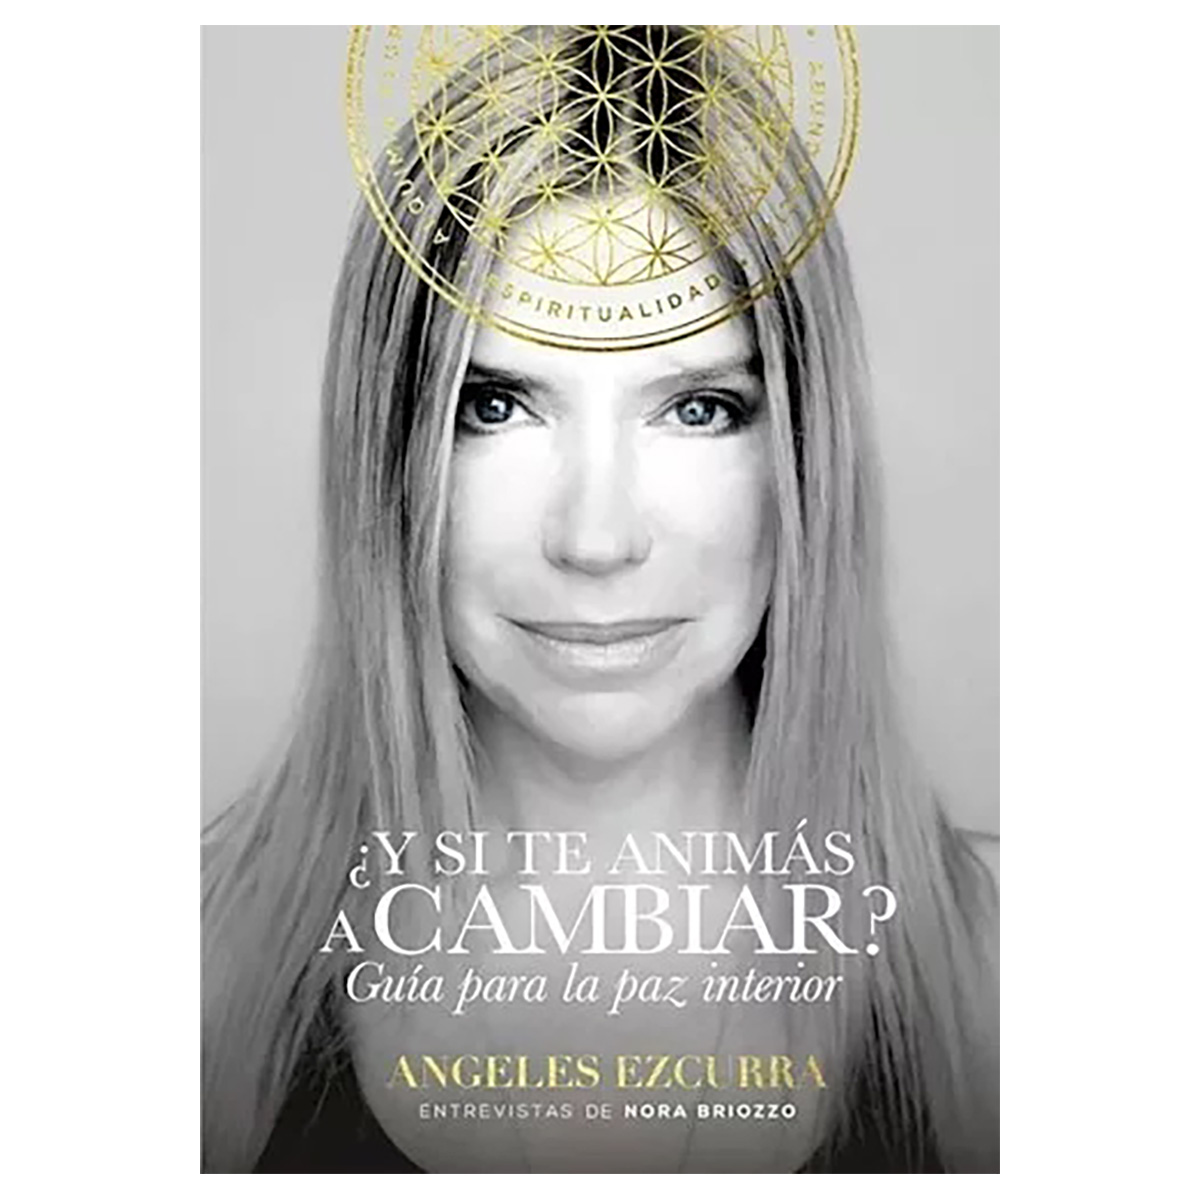 ESPIRITUALIDAD
¿Y SI TE ANIMÁS
A CAMBIAR?
Guía para la paz interior
ANGELES EZCURRA
ENTREVISTAS DE NORA BRIOZZO